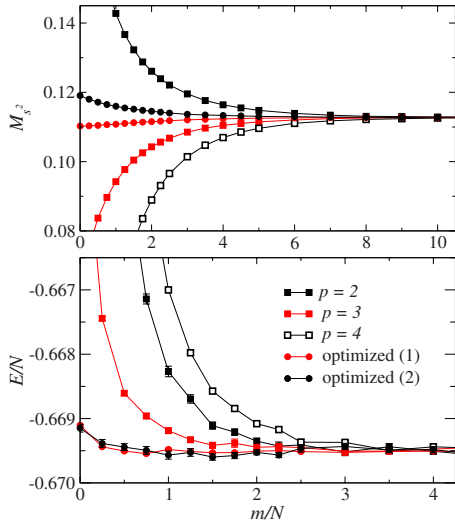 0.14
0.12
0.10
0.08
M_s^2
0 2 4 6 8 10
-0.667
-0.668
-0.669
-0.670
E/N
p = 2
p = 3
p = 4
optimized (1)
optimized (2)
0 1 2 3 4
m/N